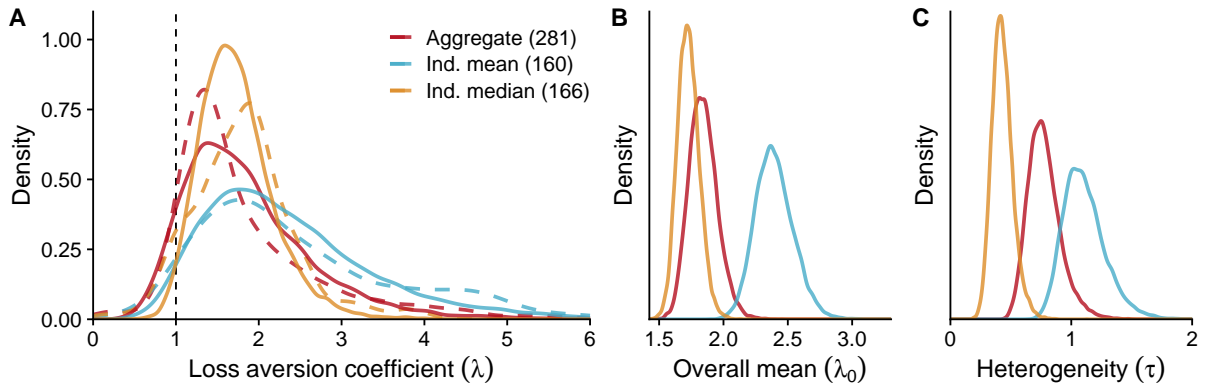 A
Density
1.00
0.75
0.50
0.25
0.00
0 1 2 3 4 5 6
Loss aversion coefficient (λ)
Aggregate (281)
Ind. mean (160)
Ind. median (166)
B
Density
1.5 2.0 2.5 3.0
Overall mean (λ₀)
C
Density
0 0 1 2
Heterogeneity (τ)